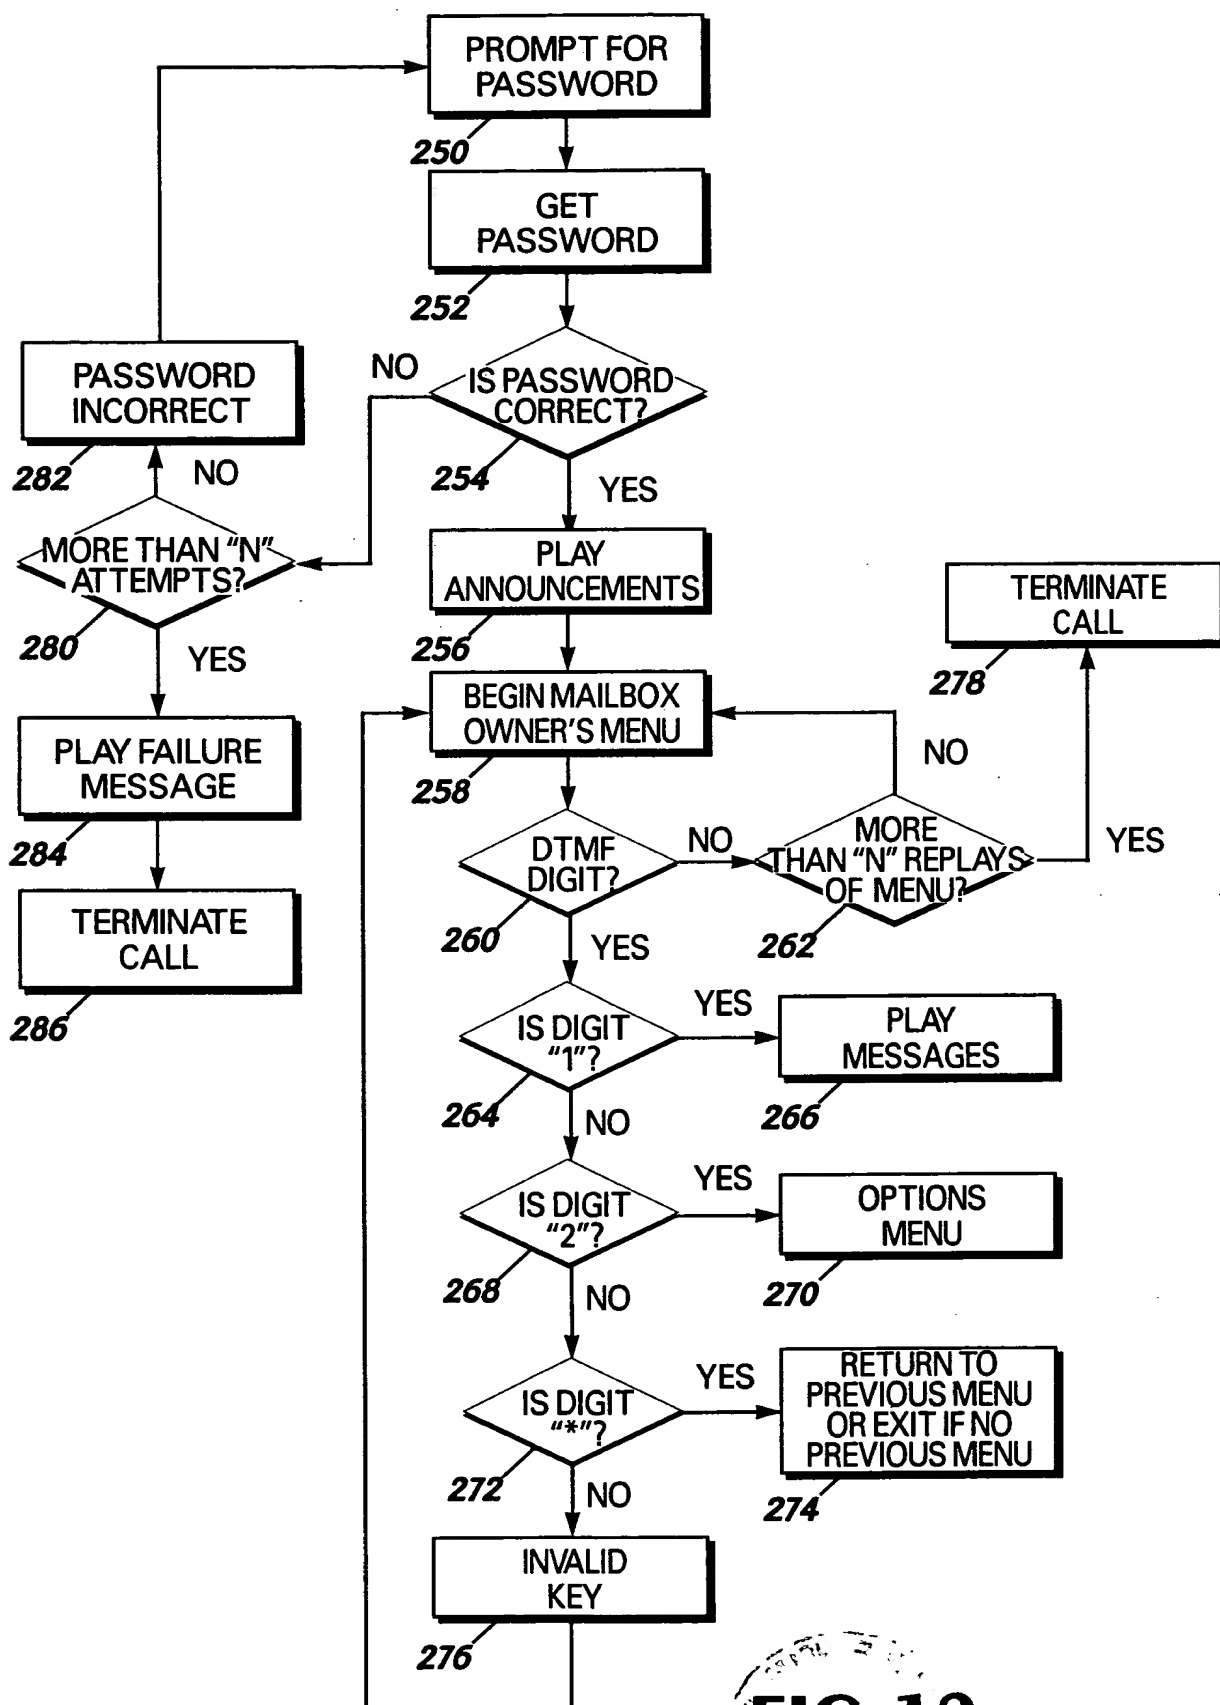 PROMPT FOR
PASSWORD
250
GET
PASSWORD
252
IS PASSWORD
CORRECT?
254
NO
YES
PASSWORD
INCORRECT
282
NO
MORE THAN “N”
ATTEMPTS?
280
YES
PLAY FAILURE
MESSAGE
284
TERMINATE
CALL
286
PLAY
ANNOUNCEMENTS
256
BEGIN MAILBOX
OWNER'S MENU
258
DTMF
DIGIT?
260
NO
YES
MORE
THAN “N” REPLAYS
OF MENU?
262
NO
YES
TERMINATE
CALL
278
IS DIGIT
“1”?
264
YES
NO
PLAY
MESSAGES
266
IS DIGIT
“2”?
268
YES
NO
OPTIONS
MENU
270
IS DIGIT
“*”?
272
YES
NO
RETURN TO
PREVIOUS MENU
OR EXIT IF NO
PREVIOUS MENU
274
INVALID
KEY
276